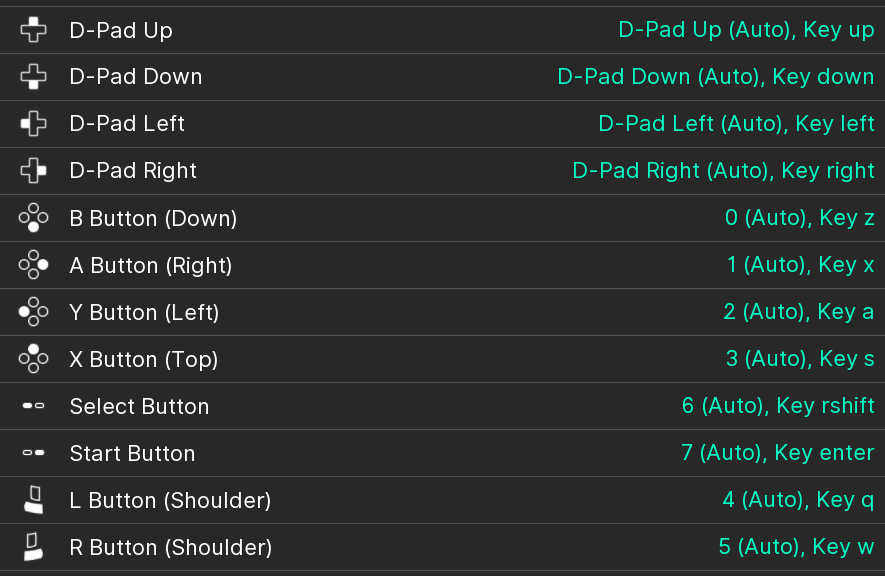 D-Pad Up D-Pad Up (Auto), Key up
D-Pad Down D-Pad Down (Auto), Key down
D-Pad Left D-Pad Left (Auto), Key left
D-Pad Right D-Pad Right (Auto), Key right
B Button (Down) 0 (Auto), Key z
A Button (Right) 1 (Auto), Key x
Y Button (Left) 2 (Auto), Key a
X Button (Top) 3 (Auto), Key s
Select Button 6 (Auto), Key rshift
Start Button 7 (Auto), Key enter
L Button (Shoulder) 4 (Auto), Key q
R Button (Shoulder) 5 (Auto), Key w